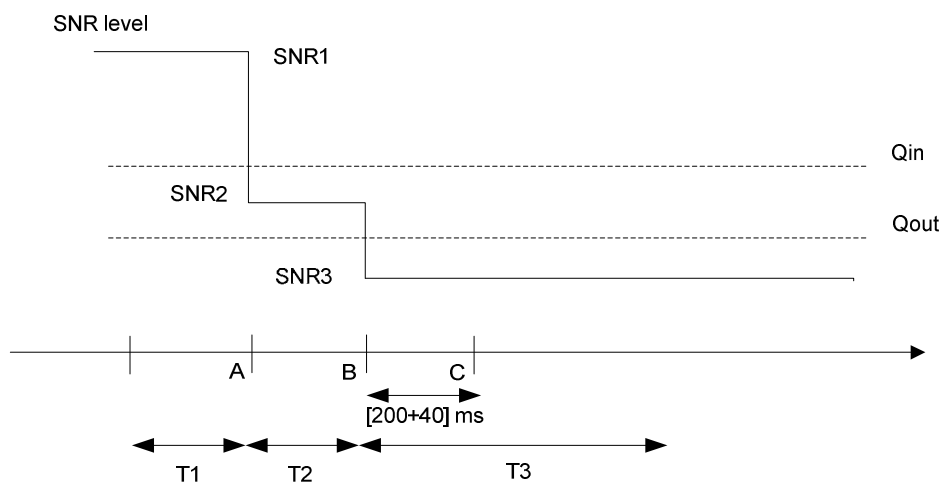 SNR level
SNR1
Qin
SNR2
Qout
SNR3
A
B
C
[200+40] ms
T1
T2
T3